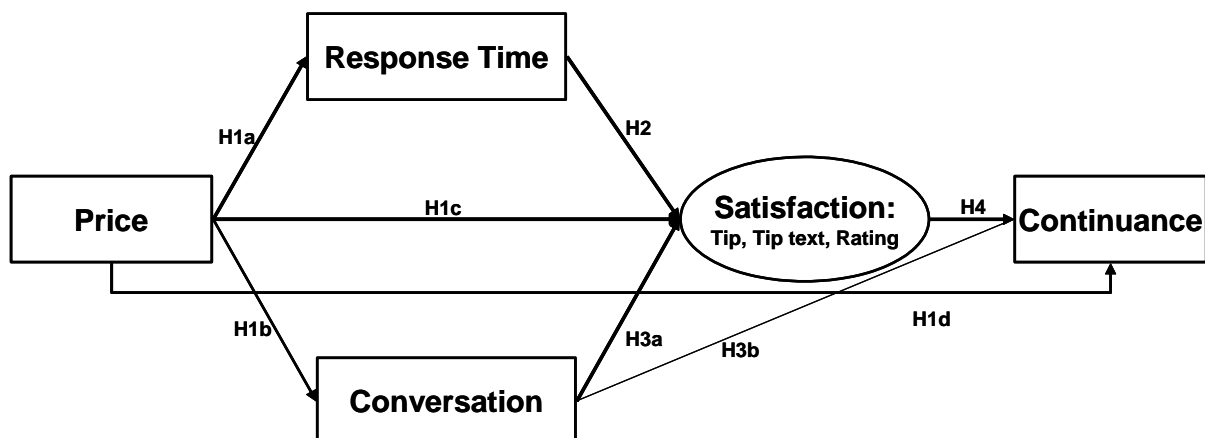 Response Time
H1a
H2
Price
H1c
Satisfaction:
Tip, Tip text, Rating
H4
Continuance
H1b
H3a
H3b
H1d
Conversation